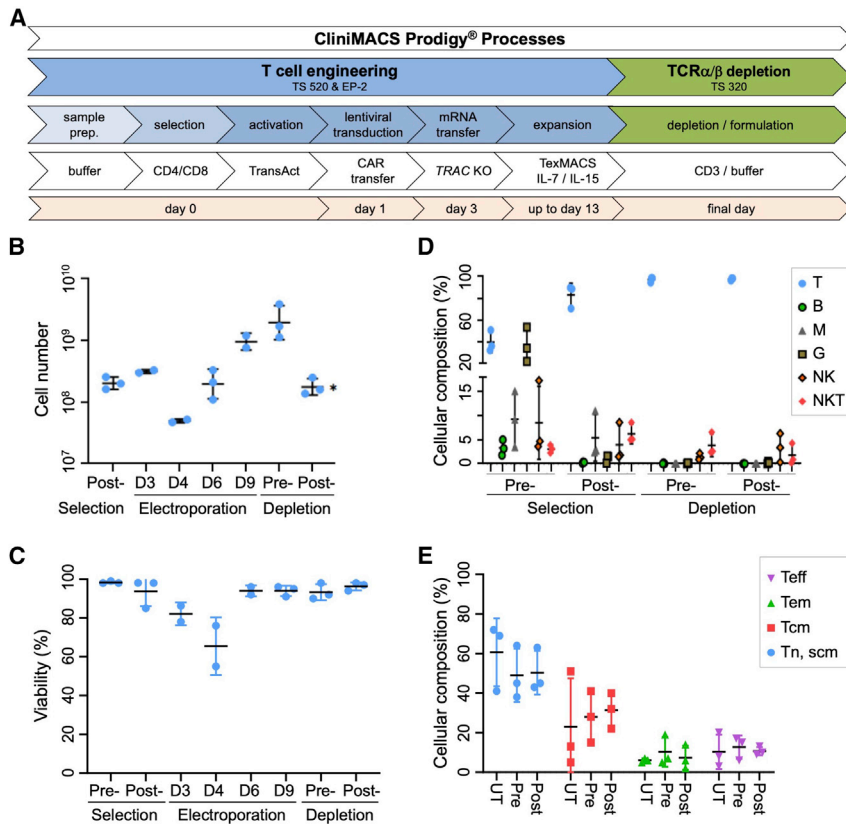 A
CliniMACS Prodigy® Processes
T cell engineering
TS 520 & EP-2
TCRα/β depletion
TS 320
sample prep.
selection
activation
lentiviral transduction
mRNA transfer
expansion
depletion / formulation
buffer
CD4/CD8
TransAct
CAR transfer
TRAC KO
TexMACS IL-7 / IL-15
CD3 / buffer
day 0
day 1
day 3
up to day 13
final day
B
Cell number
10^10
10^9
10^8
10^7
*
Post- D3 D4 D6 D9 Pre- Post-
Selection Electroporation Depletion
D
Cellular composition (%)
100
60
20
15
5
0
Pre- Post- Pre- Post-
Selection Depletion
T
B
M
G
NK
NKT
C
Viability (%)
100
80
60
40
20
0
Pre- Post- D3 D4 D6 D9 Pre- Post-
Selection Electroporation Depletion
E
Cellular composition (%)
100
80
60
40
20
0
UT Pre Post UT Pre Post UT Pre Post UT Pre Post
Teff
Tem
Tcm
Tn, scm